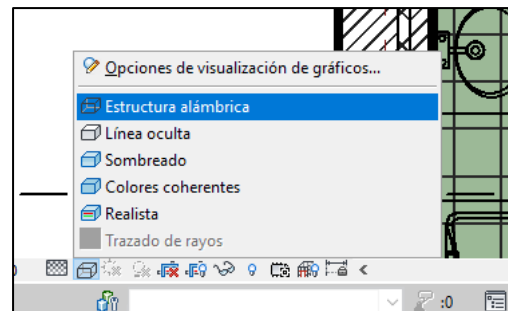 Opciones de visualización de gráficos...
Estructura alámbrica
Línea oculta
Sombreado
Colores coherentes
Realista
Trazado de rayos
:0